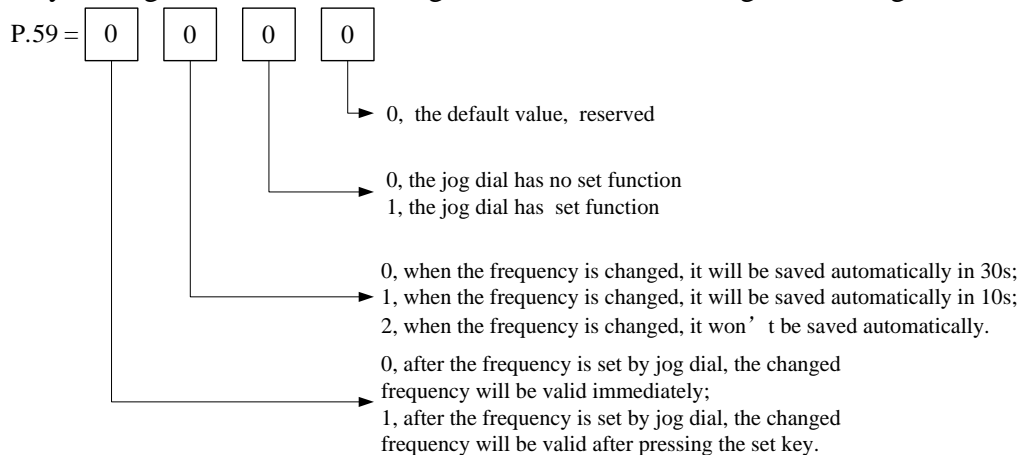 P.59 = 0 0 0 0
0, the default value, reserved
0, the jog dial has no set function
1, the jog dial has set function
0, when the frequency is changed, it will be saved automatically in 30s;
1, when the frequency is changed, it will be saved automatically in 10s;
2, when the frequency is changed, it won’t be saved automatically.
0, after the frequency is set by jog dial, the changed
frequency will be valid immediately;
1, after the frequency is set by jog dial, the changed
frequency will be valid after pressing the set key.